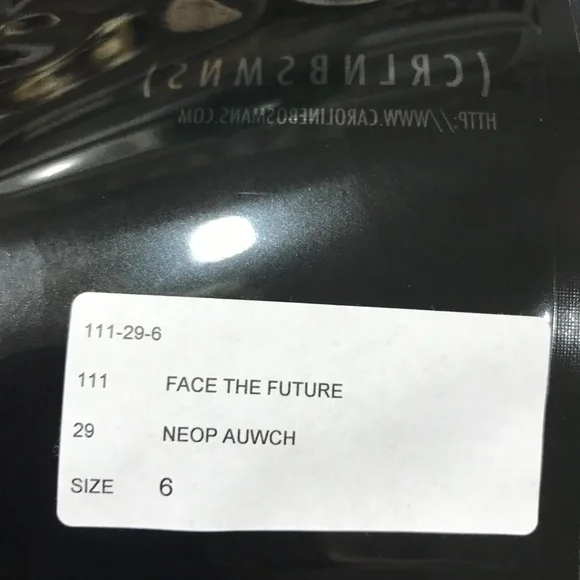 (CRLNBSMNS)
HTTP://WWW.CAROLINEBOSMANS.COM
111-29-6
111 FACE THE FUTURE
29 NEOP AUWCH
SIZE 6